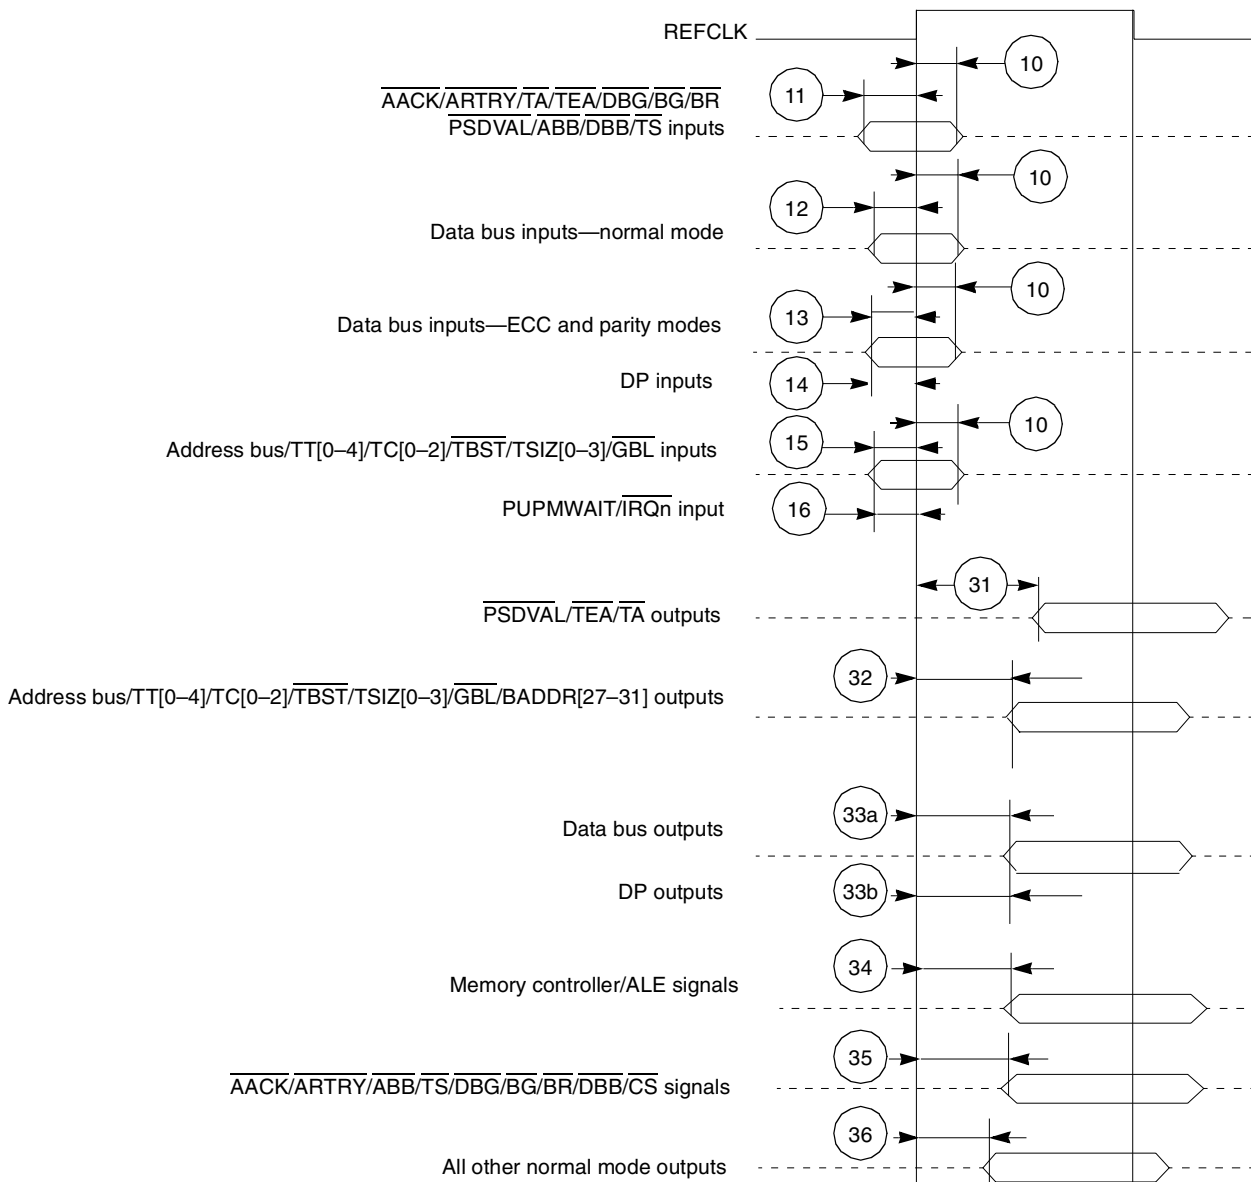 REFCLK
10
11
AACK/ARTRY/TA/TEA/DBG/BG/BR
PSDVAL/ABB/DBB/TS inputs
10
12
Data bus inputs—normal mode
10
13
Data bus inputs—ECC and parity modes
DP inputs
14
10
15
Address bus/TT[0–4]/TC[0–2]/TBST/TSIZ[0–3]/GBL inputs
PUPMWAIT/IRQn input
16
31
PSDVAL/TEA/TA outputs
32
Address bus/TT[0–4]/TC[0–2]/TBST/TSIZ[0–3]/GBL/BADDR[27–31] outputs
33a
Data bus outputs
DP outputs
33b
34
Memory controller/ALE signals
35
AACK/ARTRY/ABB/TS/DBG/BG/BR/DBB/CS signals
36
All other normal mode outputs